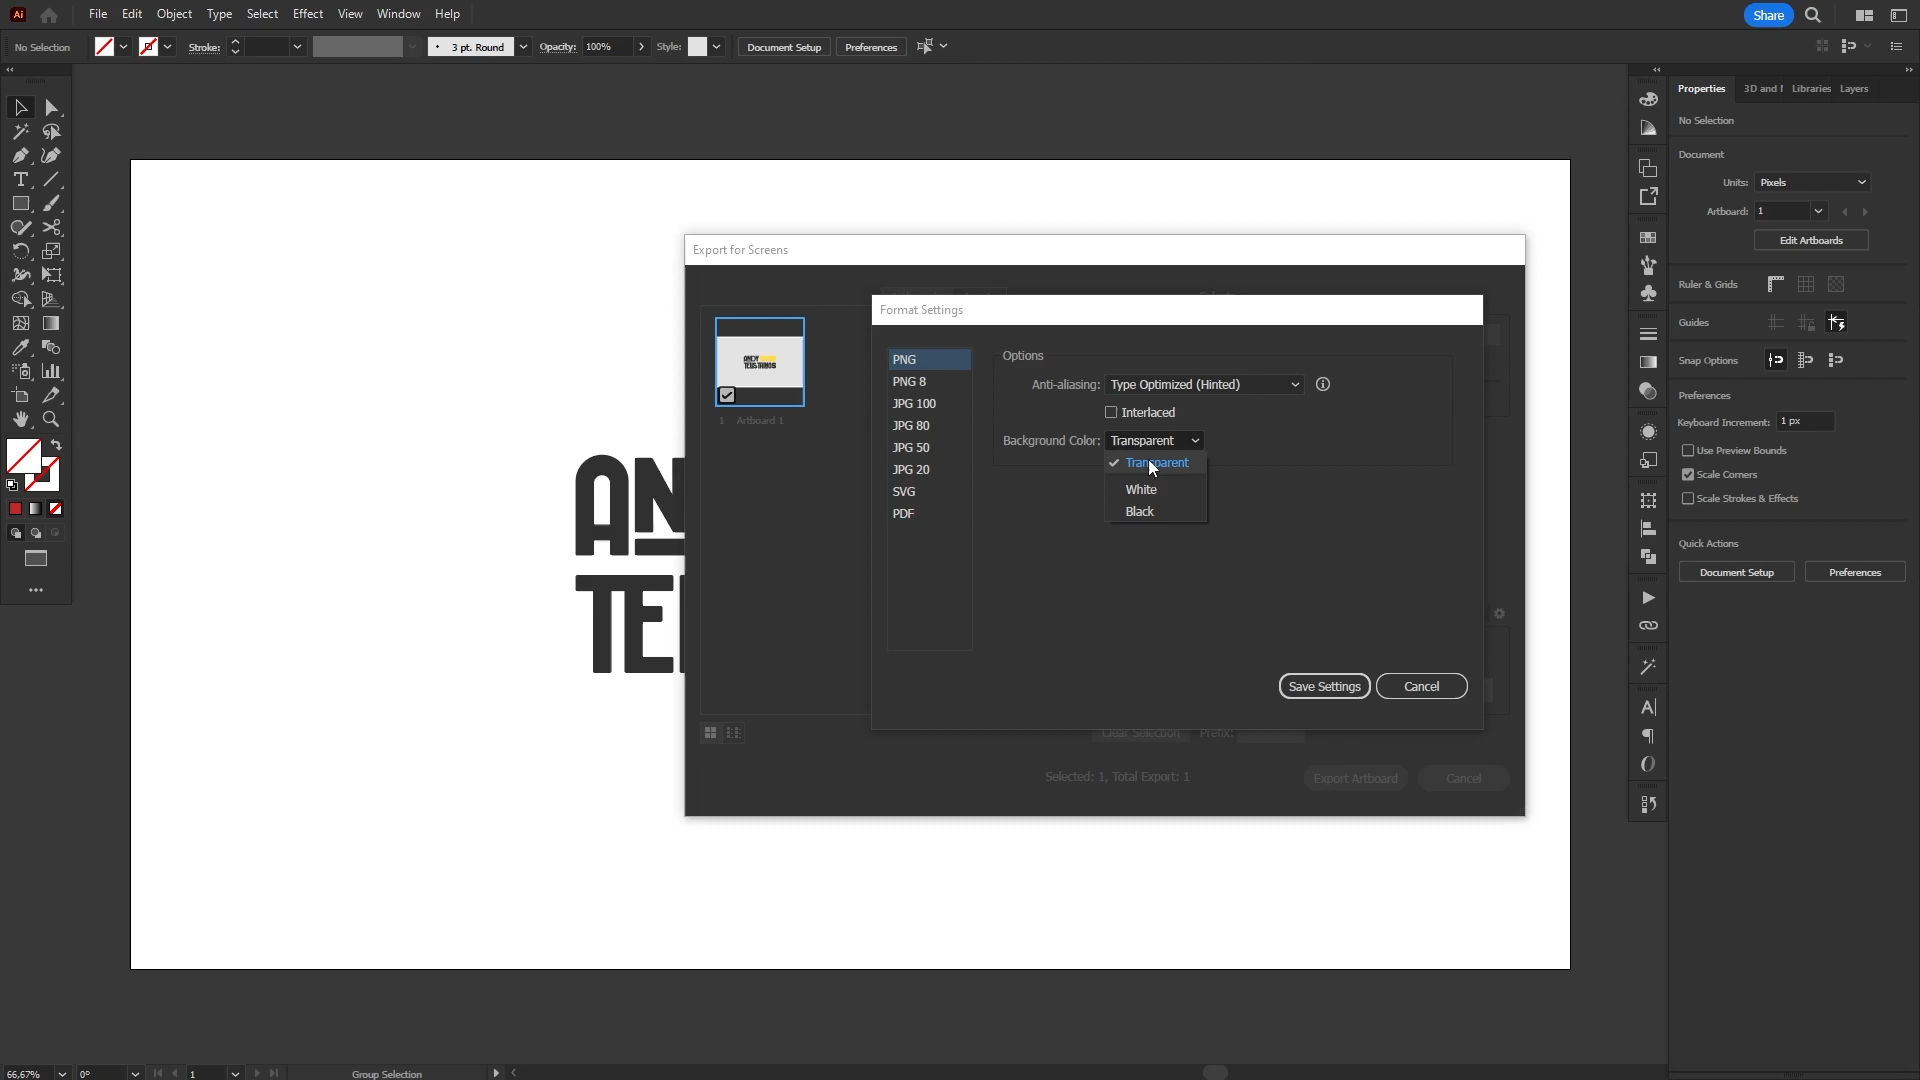 Ai File Edit Object Type Select Effect View Window Help Share
No Selection Stroke: 3 pt. Round Opacity: 100% Style: Document Setup Preferences
Properties 3D and Libraries Layers
No Selection
Document
Units: Pixels
Artboard: 1
Edit Artboards
Ruler & Grids
Guides
Snap Options
Preferences
Keyboard Increment: 1 px
Use Preview Bounds
Scale Corners
Scale Strokes & Effects
Quick Actions
Document Setup Preferences
Export for Screens
ANDY
TELLSTHINGS
1 Artboard 1
Format Settings
PNG
PNG 8
JPG 100
JPG 80
JPG 50
JPG 20
SVG
PDF
Options
Anti-aliasing: Type Optimized (Hinted)
Interlaced
Background Color: Transparent
Transparent
White
Black
Save Settings Cancel
Clear Selection Prefix:
Selected: 1, Total Export: 1
Export Artboard Cancel
AN
TEL
66,67% 0° 1 Group Selection